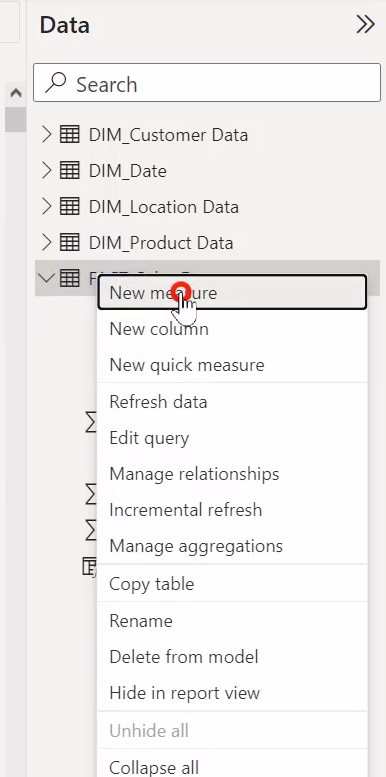 Data
Search
DIM_Customer Data
DIM_Date
DIM_Location Data
DIM_Product Data
New measure
New column
New quick measure
Refresh data
Edit query
Manage relationships
Incremental refresh
Manage aggregations
Copy table
Rename
Delete from model
Hide in report view
Unhide all
Collapse all